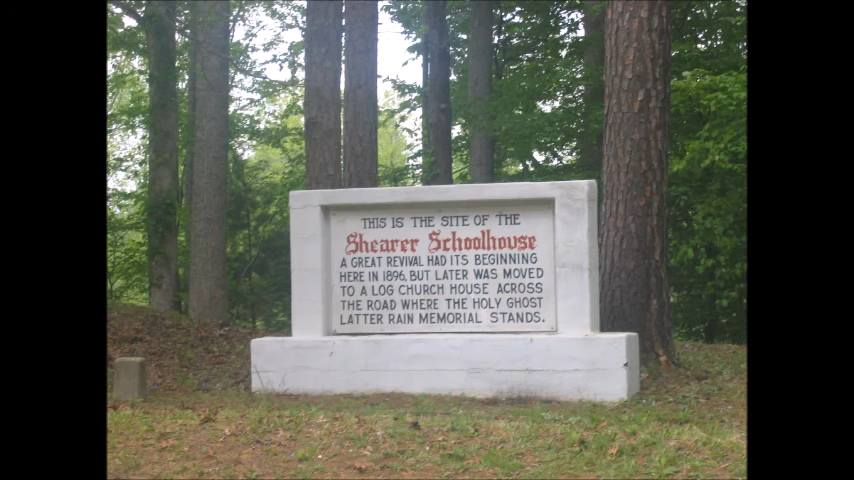 THIS IS THE SITE OF THE
Shearer Schoolhouse
A GREAT REVIVAL HAD ITS BEGINNING
HERE IN 1896, BUT LATER WAS MOVED
TO A LOG CHURCH HOUSE ACROSS
THE ROAD WHERE THE HOLY GHOST
LATTER RAIN MEMORIAL STANDS.